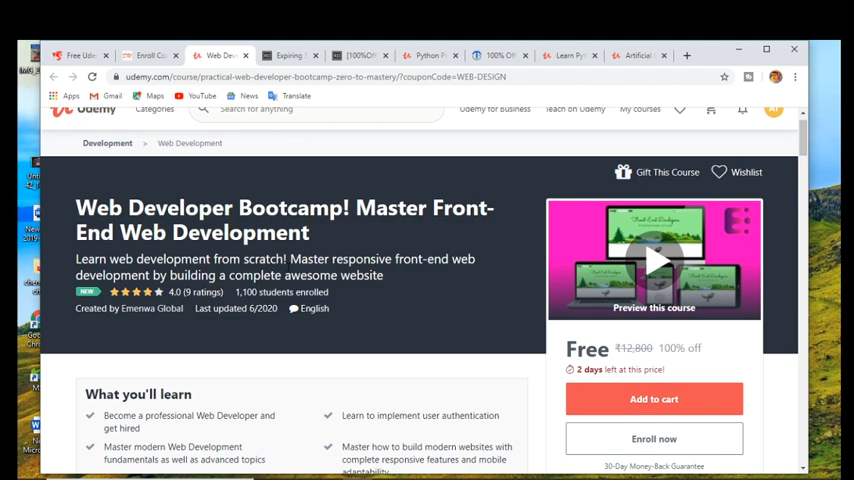 Free Ude
Enroll Co
Web Dev
Expiring
[100%Of
Python P
100% Of
Learn Py
Artificial
udemy.com/course/practical-web-developer-bootcamp-zero-to-mastery/?couponCode=WEB-DESIGN
Apps Gmail Maps YouTube News Translate
Udemy Categories Search for anything Udemy for Business Teach on Udemy My courses
Development > Web Development
Gift This Course Wishlist
Web Developer Bootcamp! Master Front-
End Web Development
Learn web development from scratch! Master responsive front-end web
development by building a complete awesome website
NEW 4.0 (9 ratings) 1,100 students enrolled
Created by Emenwa Global Last updated 6/2020 English
Front-End Developer
Preview this course
Free ₹12,800 100% off
2 days left at this price!
Add to cart
Enroll now
30-Day Money-Back Guarantee
What you'll learn
Become a professional Web Developer and
get hired
Master modern Web Development
fundamentals as well as advanced topics
Learn to implement user authentication
Master how to build modern websites with
complete responsive features and mobile
adaptability